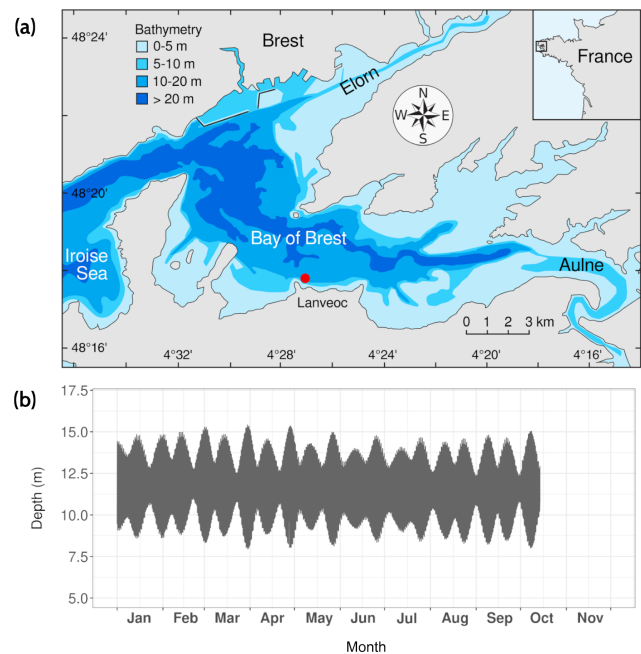 (a)
48°24'
Bathymetry
0-5 m
5-10 m
10-20 m
> 20 m
Brest
Elorn
France
N
W E
S
48°20'
Iroise
Sea
Bay of Brest
Aulne
Lanveoc
0 1 2 3 km
48°16'
4°32' 4°28' 4°24' 4°20' 4°16'
(b)
17.5
15.0
12.5
10.0
7.5
5.0
Depth (m)
Jan Feb Mar Apr May Jun Jul Aug Sep Oct Nov
Month